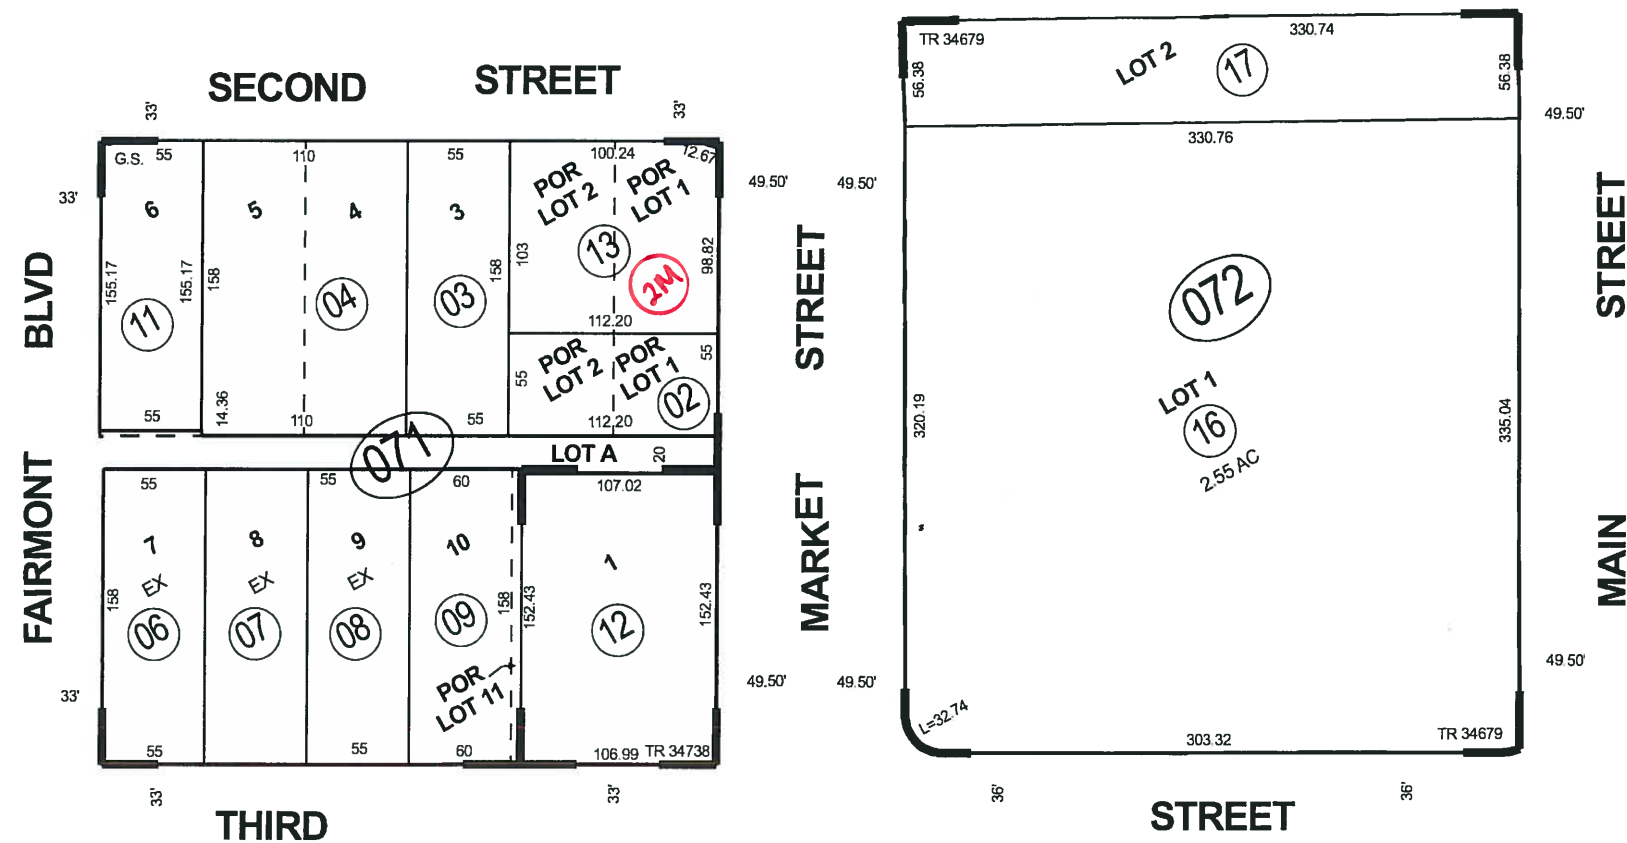 SECOND STREET
33'
33'
G.S.
55
110
55
100.24
12.67
33'
49.50'
6
5
4
3
POR
LOT 2
POR
LOT 1
155.17
155.17
158
158
103
98.82
13
2M
11
04
03
112.20
POR
LOT 2
POR
LOT 1
55
55
02
55
14.36
110
55
112.20
071
LOT A
20
55
55
60
107.02
7
8
9
10
1
EX
EX
EX
158
158
152.43
152.43
06
07
08
09
12
POR
LOT 11
33'
49.50'
55
55
60
106.99
TR 34738
33'
33'
FAIRMONT BLVD
THIRD STREET
MARKET STREET
49.50'
49.50'
TR 34679
330.74
56.38
LOT 2
17
56.38
49.50'
330.76
072
LOT 1
16
2.55 AC
320.19
335.04
49.50'
L=32.74
303.32
TR 34679
36'
36'
MAIN STREET